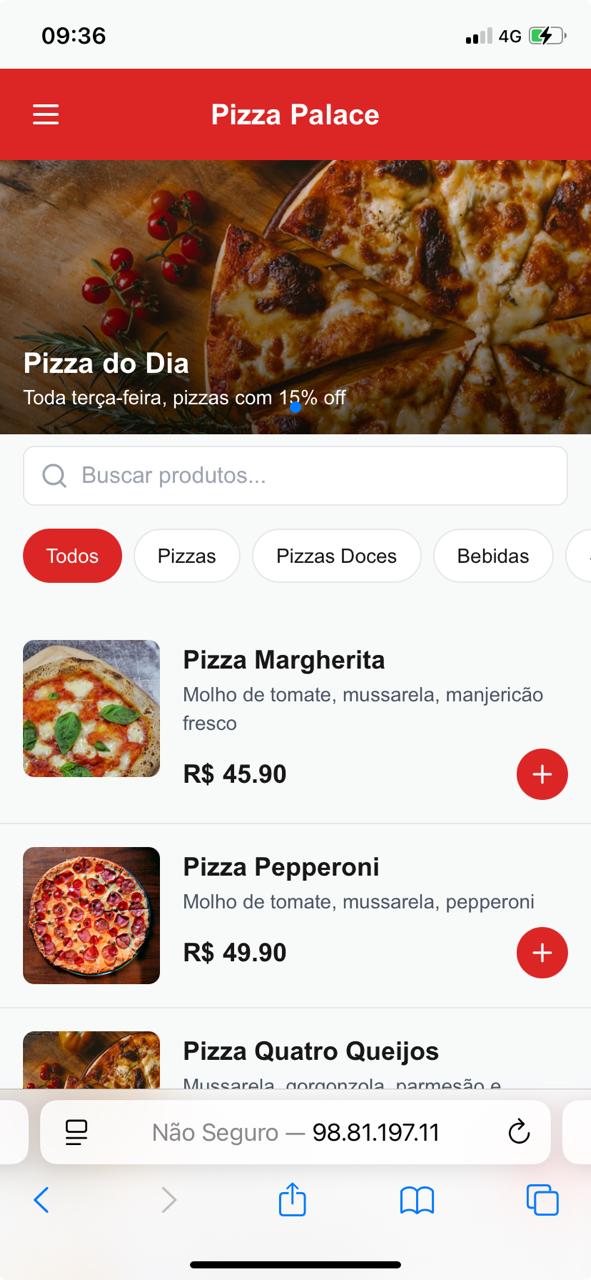 09:36
4G
Pizza Palace
Pizza do Dia
Toda terça-feira, pizzas com 15% off
Buscar produtos...
Todos
Pizzas
Pizzas Doces
Bebidas
Pizza Margherita
Molho de tomate, mussarela, manjericão
fresco
R$ 45.90
Pizza Pepperoni
Molho de tomate, mussarela, pepperoni
R$ 49.90
Pizza Quatro Queijos
Mussarela, gorgonzola, parmesão e
Não Seguro — 98.81.197.11